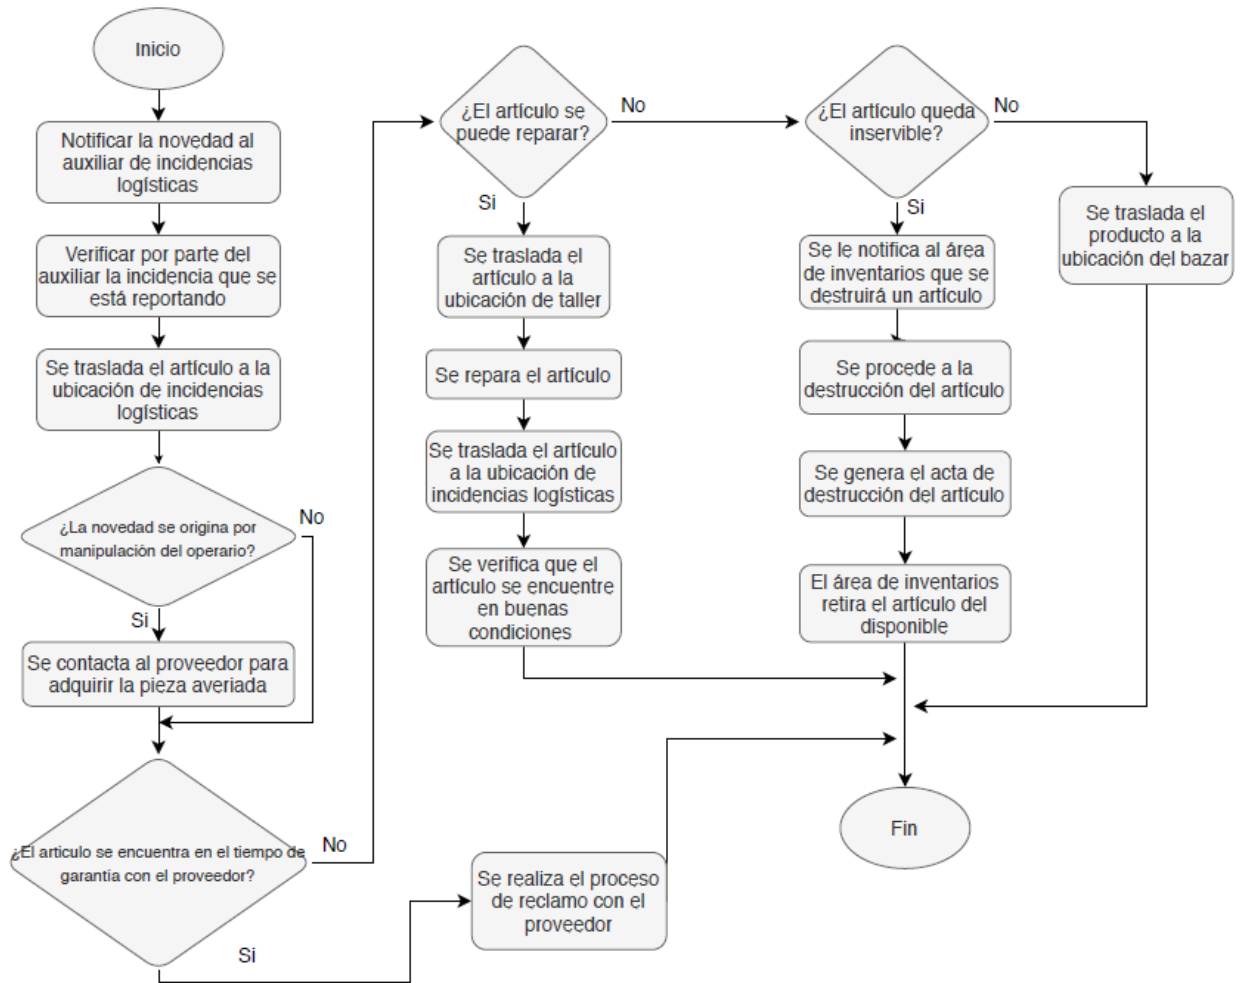 Inicio
Notificar la novedad al
auxiliar de incidencias
logísticas
Verificar por parte del
auxiliar la incidencia que se
está reportando
Se traslada el artículo a la
ubicación de incidencias
logísticas
¿La novedad se origina por
manipulación del operario?
No
Si
Se contacta al proveedor para
adquirir la pieza averiada
¿El articulo se encuentra en el tiempo de
garantía con el proveedor?
No
Si
Se realiza el proceso
de reclamo con el
proveedor
¿El artículo se
puede reparar?
No
Si
Se traslada el
artículo a la
ubicación de taller
Se repara el artículo
Se traslada el artículo
a la ubicación de
incidencias logísticas
Se verifica que el
artículo se encuentre
en buenas
condiciones
¿El artículo queda
inservible?
No
Si
Se le notifica al área
de inventarios que se
destruirá un artículo
Se procede a la
destrucción del artículo
Se genera el acta de
destrucción del artículo
El área de inventarios
retira el artículo del
disponible
Se traslada el
producto a la
ubicación del bazar
Fin